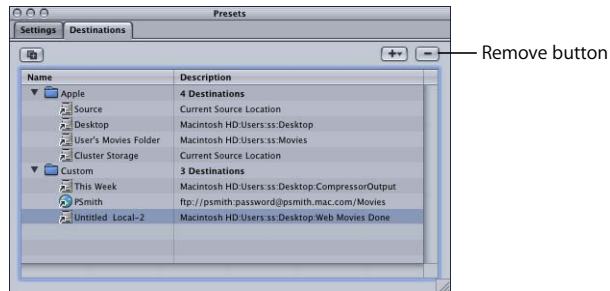 Presets
Settings Destinations
Remove button
Name Description
Apple 4 Destinations
Source Current Source Location
Desktop Macintosh HD:Users:ss:Desktop
User's Movies Folder Macintosh HD:Users:ss:Movies
Cluster Storage Current Source Location
Custom 3 Destinations
This Week Macintosh HD:Users:ss:Desktop:CompressorOutput
PSmith ftp://psmith:password@psmith.mac.com/Movies
Untitled Local-2 Macintosh HD:Users:ss:Desktop:Web Movies Done